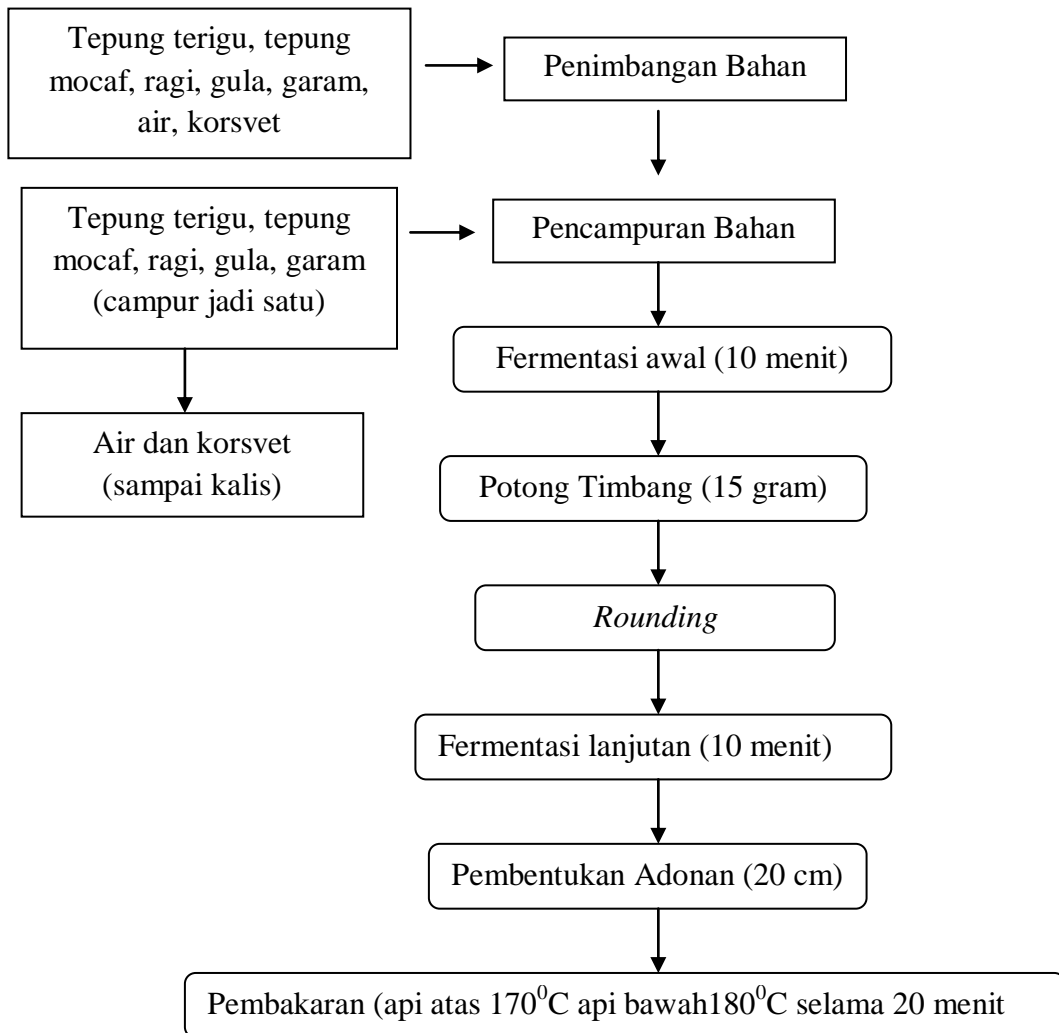 Tepung terigu, tepung
mocaf, ragi, gula, garam,
air, korsvet
Penimbangan Bahan
Tepung terigu, tepung
mocaf, ragi, gula, garam
(campur jadi satu)
Pencampuran Bahan
Fermentasi awal (10 menit)
Air dan korsvet
(sampai kalis)
Potong Timbang (15 gram)
Rounding
Fermentasi lanjutan (10 menit)
Pembentukan Adonan (20 cm)
Pembakaran (api atas 170⁰C api bawah180⁰C selama 20 menit